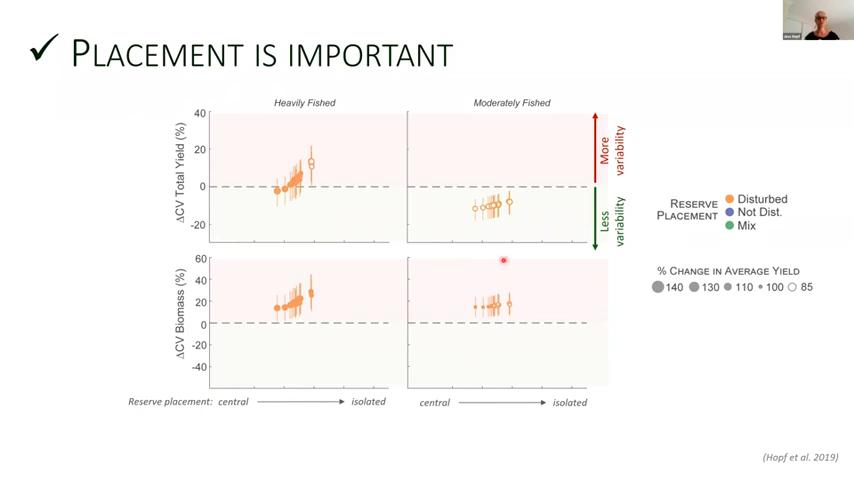 ✓ PLACEMENT IS IMPORTANT
Jess Hopf
Heavily Fished
Moderately Fished
ΔCV Total Yield (%)
40
20
0
-20
More variability
Less variability
ΔCV Biomass (%)
60
40
20
0
-20
-40
RESERVE PLACEMENT
Disturbed
Not Dist.
Mix
% CHANGE IN AVERAGE YIELD
140 130 110 100 85
Reserve placement: central isolated
central isolated
(Hopf et al. 2019)